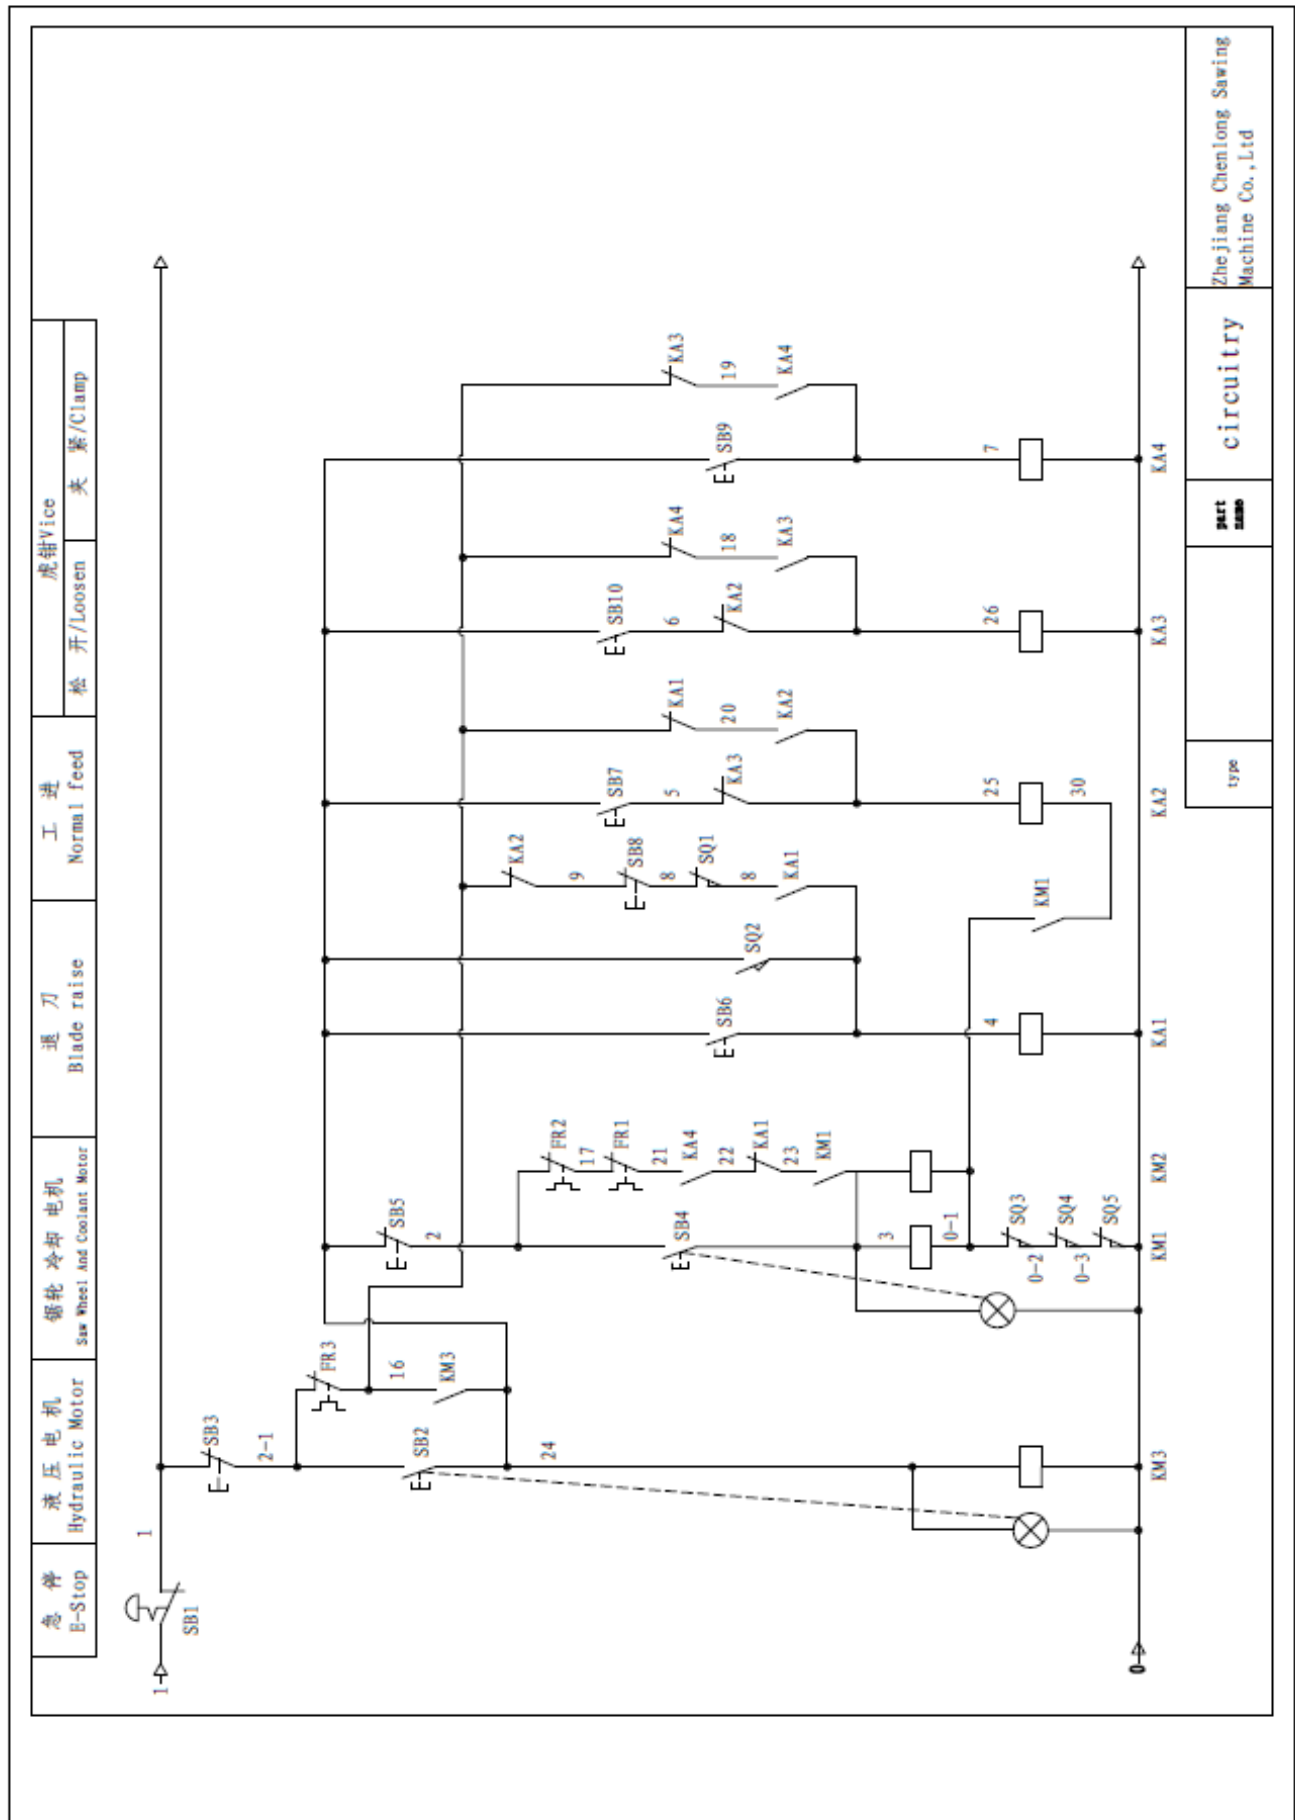 急 停
E-Stop
液 压 电 机
Hydraulic Motor
锯轮 冷却 电机
Saw Wheel And Coolant Motor
退 刀
Blade raise
工 进
Normal feed
虎钳Vice
松 开/Loosen
夹 紧/Clamp
1
1
SB1
SB3
2-1
FR3
16
KM3
SB2
24
SB5
2
FR2
17
FR1
21
KA4
22
KA1
23
KM1
SB4
3
0-1
SQ3
0-2
SQ4
0-3
SQ5
SB6
4
SQ2
KA2
9
SB8
8
SQ1
8
KA1
KM1
SB7
5
KA3
25
30
KA1
20
KA2
SB10
6
KA2
26
KA4
18
KA3
SB9
7
KA3
19
KA4
0
KM3
KM1
KM2
KA1
KA2
KA3
KA4
type
part
name
circuitry
Zhejiang Chenlong Sawing
Machine Co.,Ltd